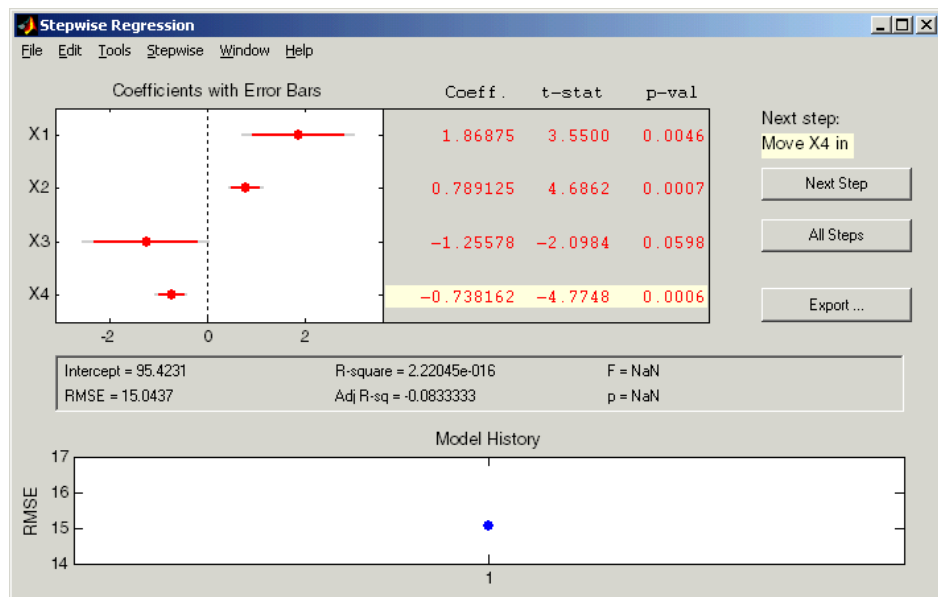 Stepwise Regression
File Edit Tools Stepwise Window Help
Coefficients with Error Bars
Coeff. t-stat p-val
X1 1.86875 3.5500 0.0046
X2 0.789125 4.6862 0.0007
X3 -1.25578 -2.0984 0.0598
X4 -0.738162 -4.7748 0.0006
-2 0 2
Next step:
Move X4 in
Next Step
All Steps
Export ...
Intercept = 95.4231 R-square = 2.22045e-016 F = NaN
RMSE = 15.0437 Adj R-sq = -0.0833333 p = NaN
Model History
RMSE
17
16
15
14
1